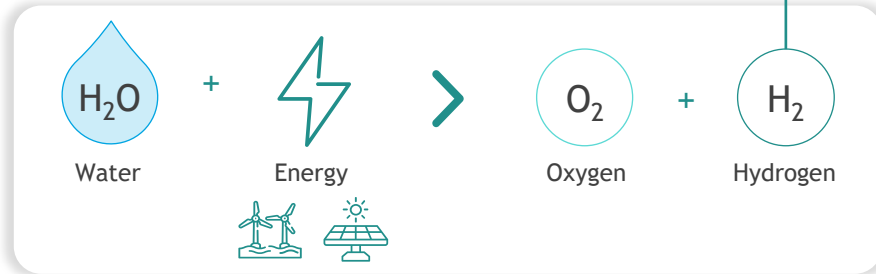 H₂O + > O₂ + H₂
Water Energy Oxygen Hydrogen